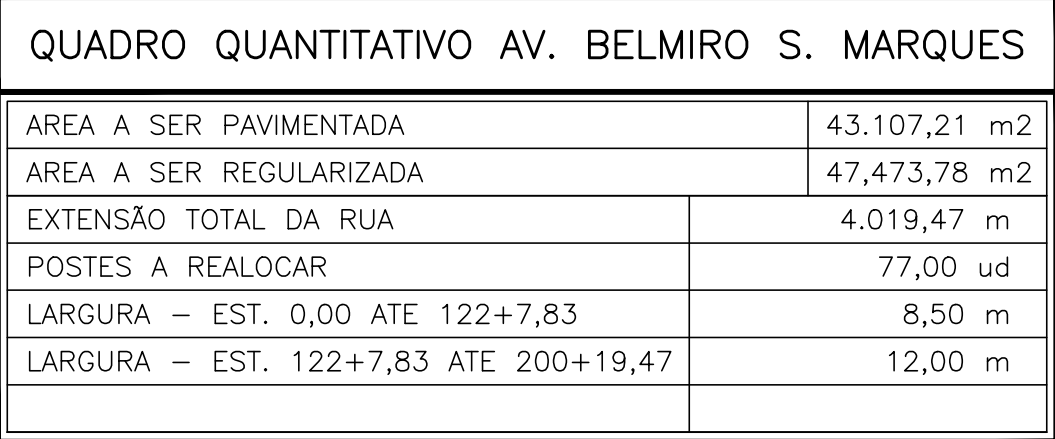 QUADRO QUANTITATIVO AV. BELMIRO S. MARQUES
AREA A SER PAVIMENTADA 43.107,21 m2
AREA A SER REGULARIZADA 47,473,78 m2
EXTENSÃO TOTAL DA RUA 4.019,47 m
POSTES A REALOCAR 77,00 ud
LARGURA – EST. 0,00 ATE 122+7,83 8,50 m
LARGURA – EST. 122+7,83 ATE 200+19,47 12,00 m